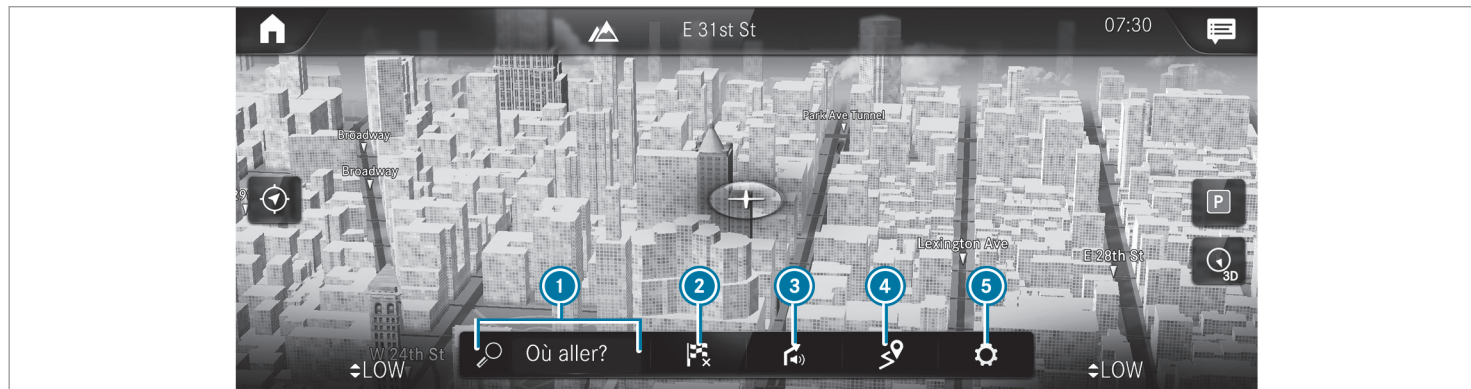 E 31st St
07:30
Park Ave Tunnel
Broadway
Broadway
P
Lexington Ave
E 28th St
3D
1
2
3
4
5
W 24th St
Où aller?
LOW
LOW